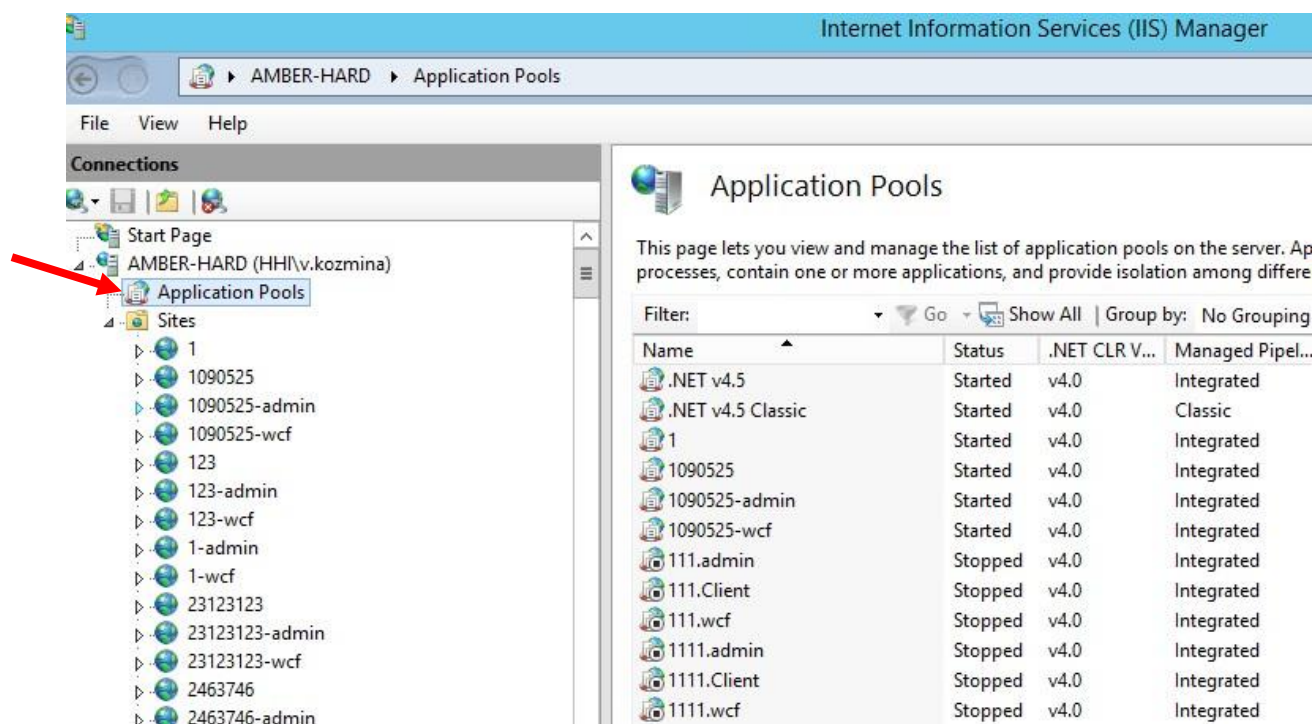 Internet Information Services (IIS) Manager
AMBER-HARD Application Pools
File View Help
Connections
Start Page
AMBER-HARD (HHI\v.kozmina)
Application Pools
Sites
1
1090525
1090525-admin
1090525-wcf
123
123-admin
123-wcf
1-admin
1-wcf
23123123
23123123-admin
23123123-wcf
2463746
2463746-admin
Application Pools
This page lets you view and manage the list of application pools on the server. Ap
processes, contain one or more applications, and provide isolation among differe
Filter: Go Show All Group by: No Grouping
Name Status .NET CLR V... Managed Pipel...
.NET v4.5 Started v4.0 Integrated
.NET v4.5 Classic Started v4.0 Classic
1 Started v4.0 Integrated
1090525 Started v4.0 Integrated
1090525-admin Started v4.0 Integrated
1090525-wcf Started v4.0 Integrated
111.admin Stopped v4.0 Integrated
111.Client Stopped v4.0 Integrated
111.wcf Stopped v4.0 Integrated
1111.admin Stopped v4.0 Integrated
1111.Client Stopped v4.0 Integrated
1111.wcf Stopped v4.0 Integrated